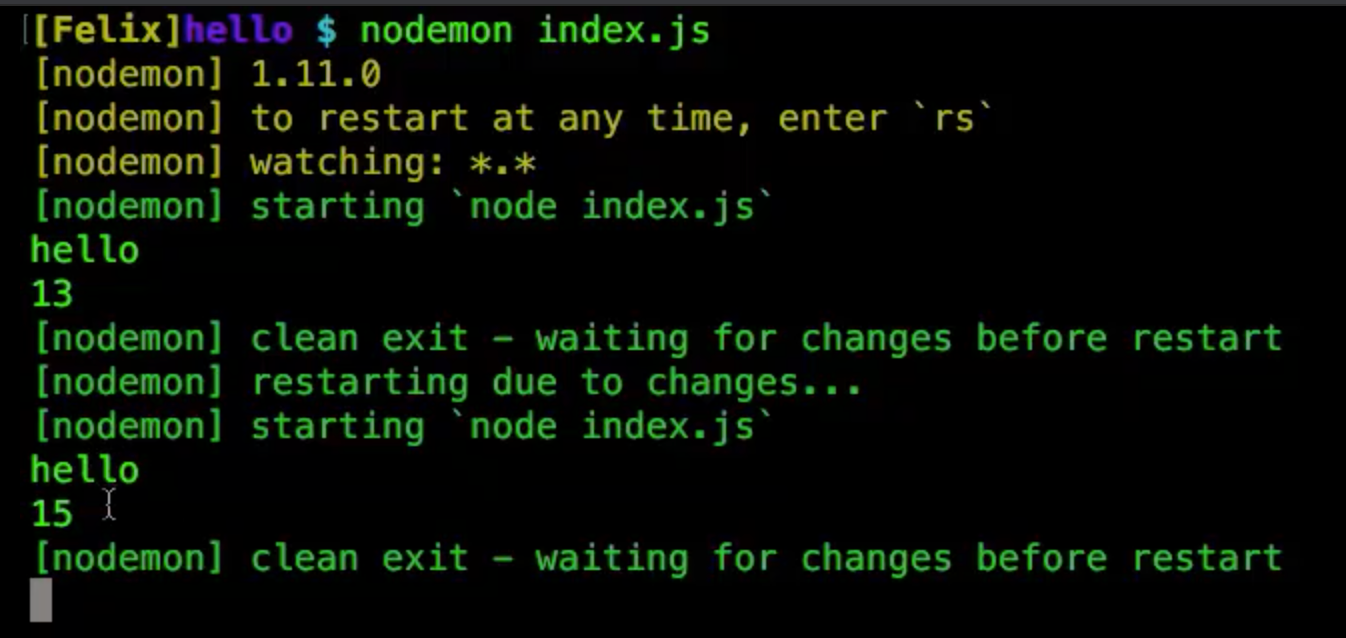 [[Felix]hello $ nodemon index.js
[nodemon] 1.11.0
[nodemon] to restart at any time, enter `rs`
[nodemon] watching: *.*
[nodemon] starting `node index.js`
hello
13
[nodemon] clean exit - waiting for changes before restart
[nodemon] restarting due to changes...
[nodemon] starting `node index.js`
hello
15
[nodemon] clean exit - waiting for changes before restart